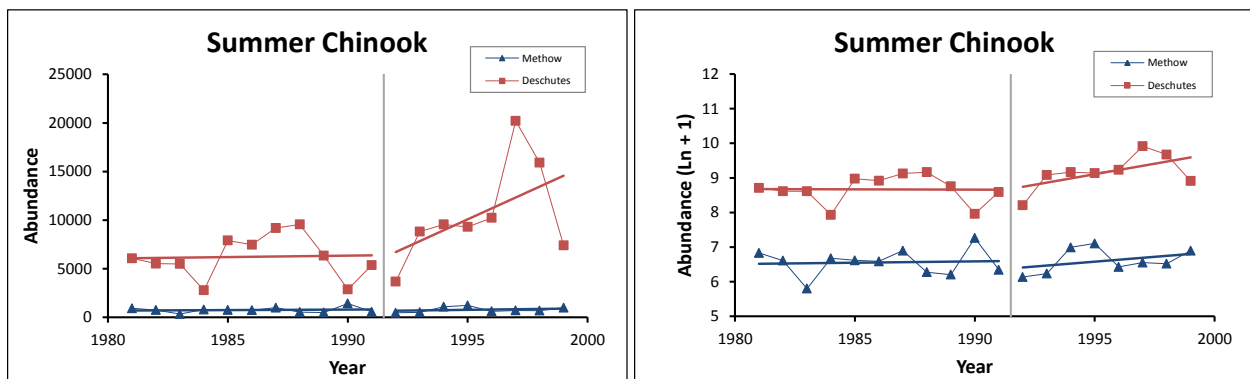 Summer Chinook
Methow
Deschutes
25000
20000
15000
10000
5000
0
Abundance
1980 1985 1990 1995 2000
Year
Summer Chinook
Methow
Deschutes
12
11
10
9
8
7
6
5
Abundance (Ln + 1)
1980 1985 1990 1995 2000
Year